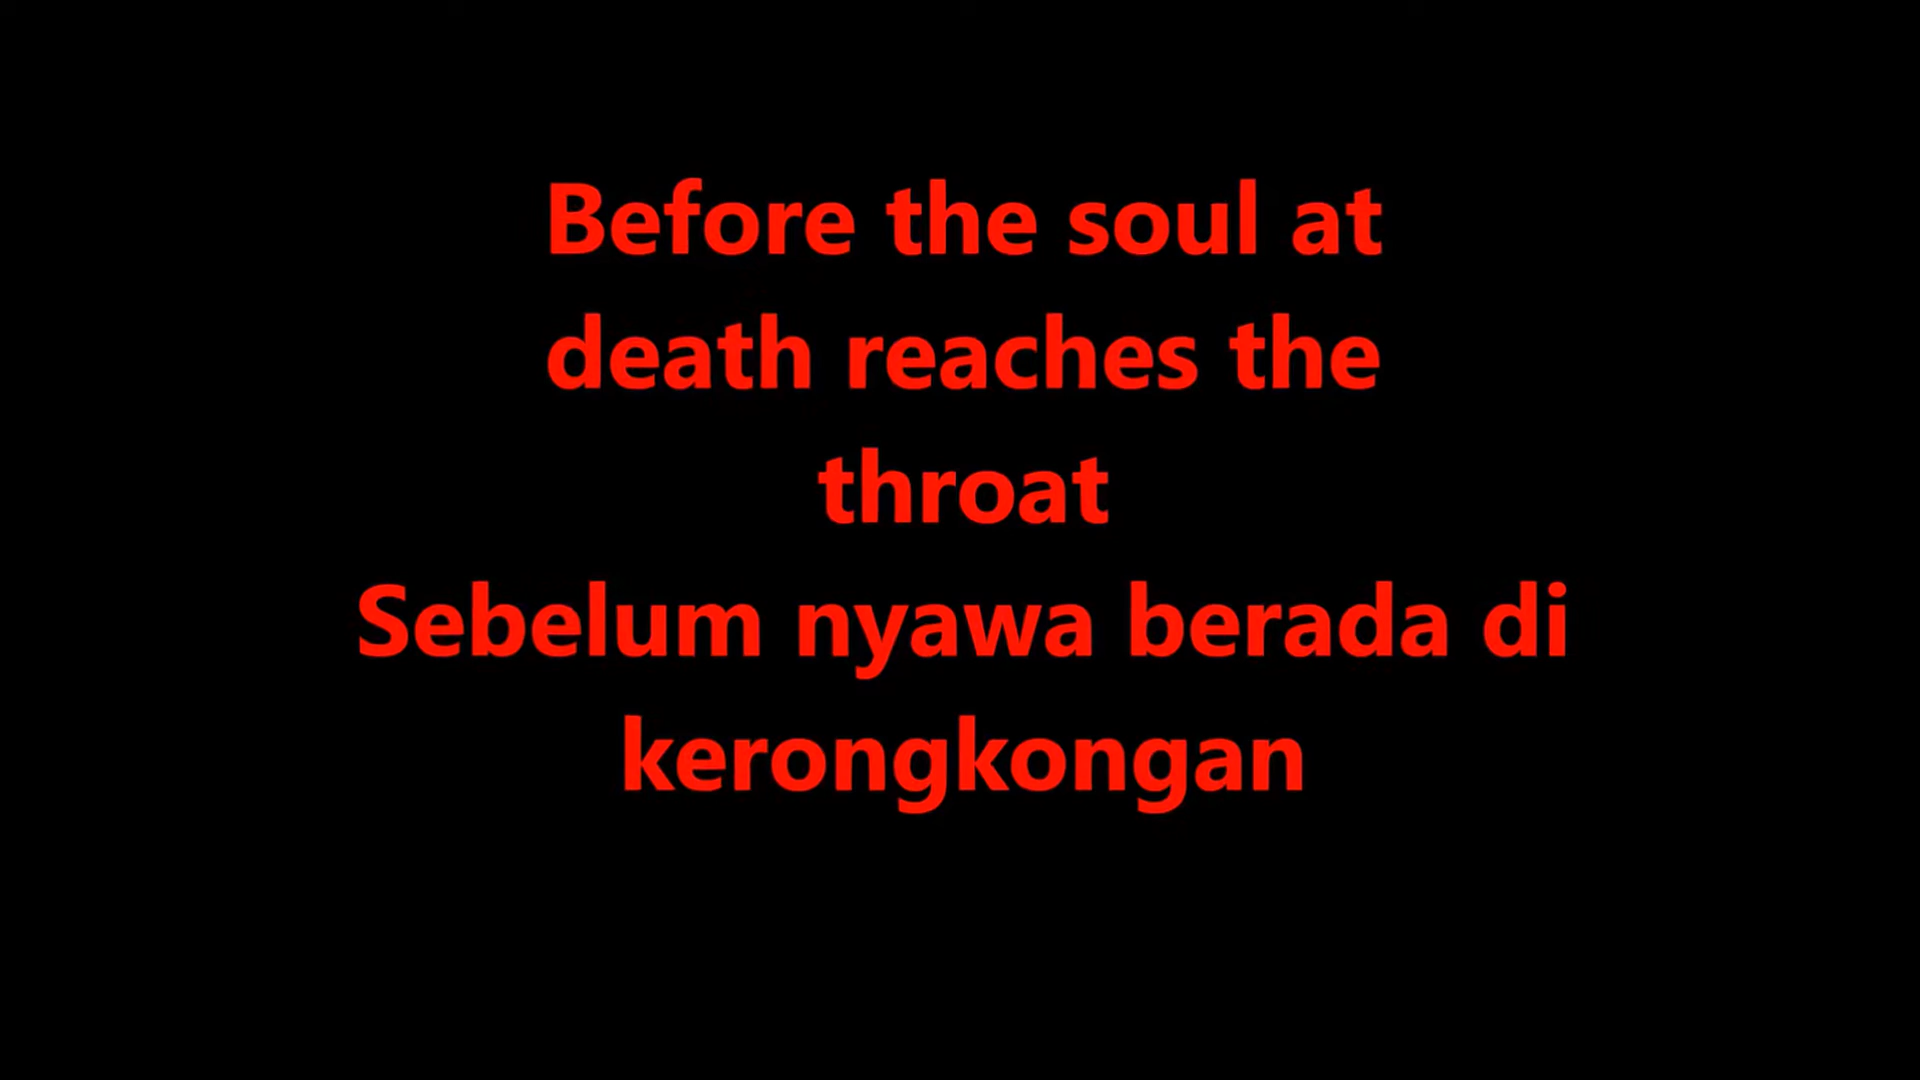 Before the soul at
death reaches the
throat
Sebelum nyawa berada di
kerongkongan